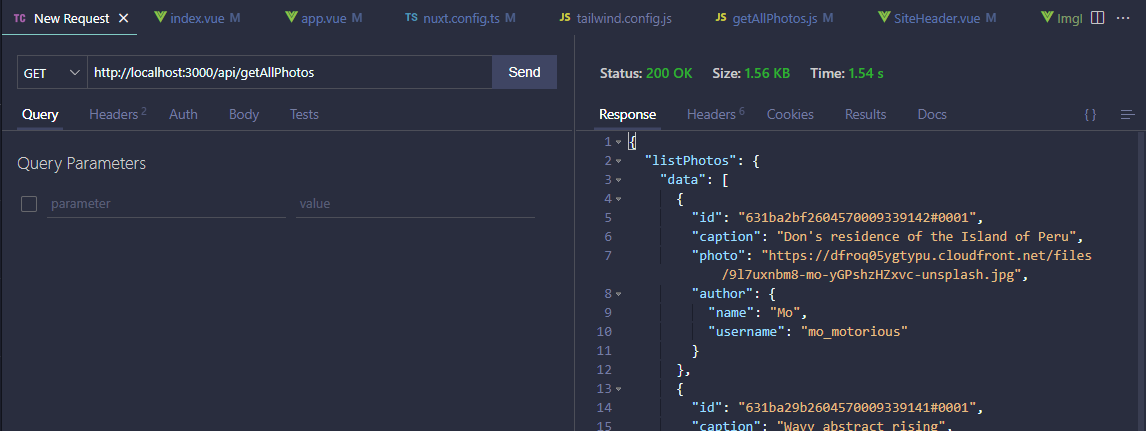 TC New Request × index.vue M app.vue M TS nuxt.config.ts M JS tailwind.config.js JS getAllPhotos.js M SiteHeader.vue M ImgI ···
GET http://localhost:3000/api/getAllPhotos Send
Query Headers 2 Auth Body Tests
Query Parameters
parameter value
Status: 200 OK Size: 1.56 KB Time: 1.54 s
Response Headers 6 Cookies Results Docs { }
1 {
2 "listPhotos": {
3 "data": [
4 {
5 "id": "631ba2bf2604570009339142#0001",
6 "caption": "Don's residence of the Island of Peru",
7 "photo": "https://dfroq05ygtypu.cloudfront.net/files
/9l7uxnbm8-mo-yGPshzHZxvc-unsplash.jpg",
8 "author": {
9 "name": "Mo",
10 "username": "mo_motorious"
11 }
12 },
13 {
14 "id": "631ba29b2604570009339141#0001",
15 "caption": "Wavy abstract rising",